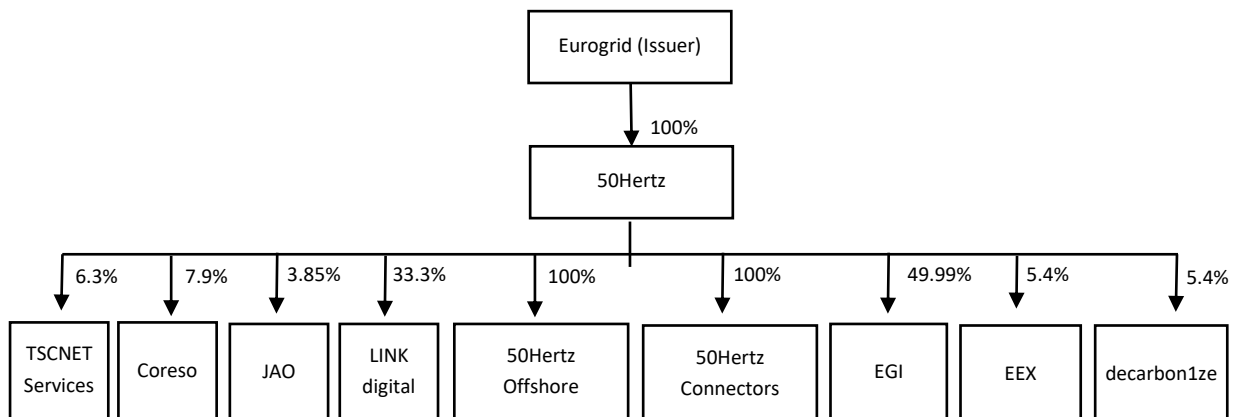 Eurogrid (Issuer)
100%
50Hertz
6.3%
7.9%
3.85%
33.3%
100%
100%
49.99%
5.4%
5.4%
TSCNET
Services
Coreso
JAO
LINK
digital
50Hertz
Offshore
50Hertz
Connectors
EGI
EEX
decarbon1ze